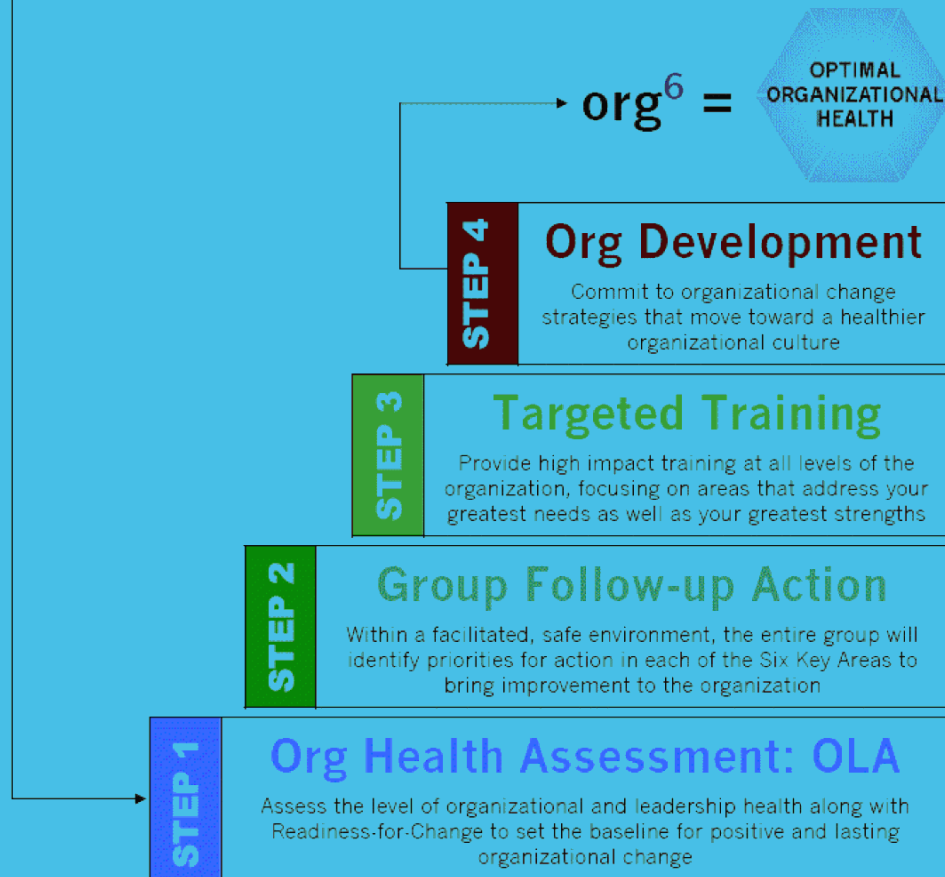 org6 =
OPTIMAL
ORGANIZATIONAL
HEALTH
STEP 4
Org Development
Commit to organizational change
strategies that move toward a healthier
organizational culture
STEP 3
Targeted Training
Provide high impact training at all levels of the
organization, focusing on areas that address your
greatest needs as well as your greatest strengths
STEP 2
Group Follow-up Action
Within a facilitated, safe environment, the entire group will
identify priorities for action in each of the Six Key Areas to
bring improvement to the organization
STEP 1
Org Health Assessment: OLA
Assess the level of organizational and leadership health along with
Readiness-for-Change to set the baseline for positive and lasting
organizational change